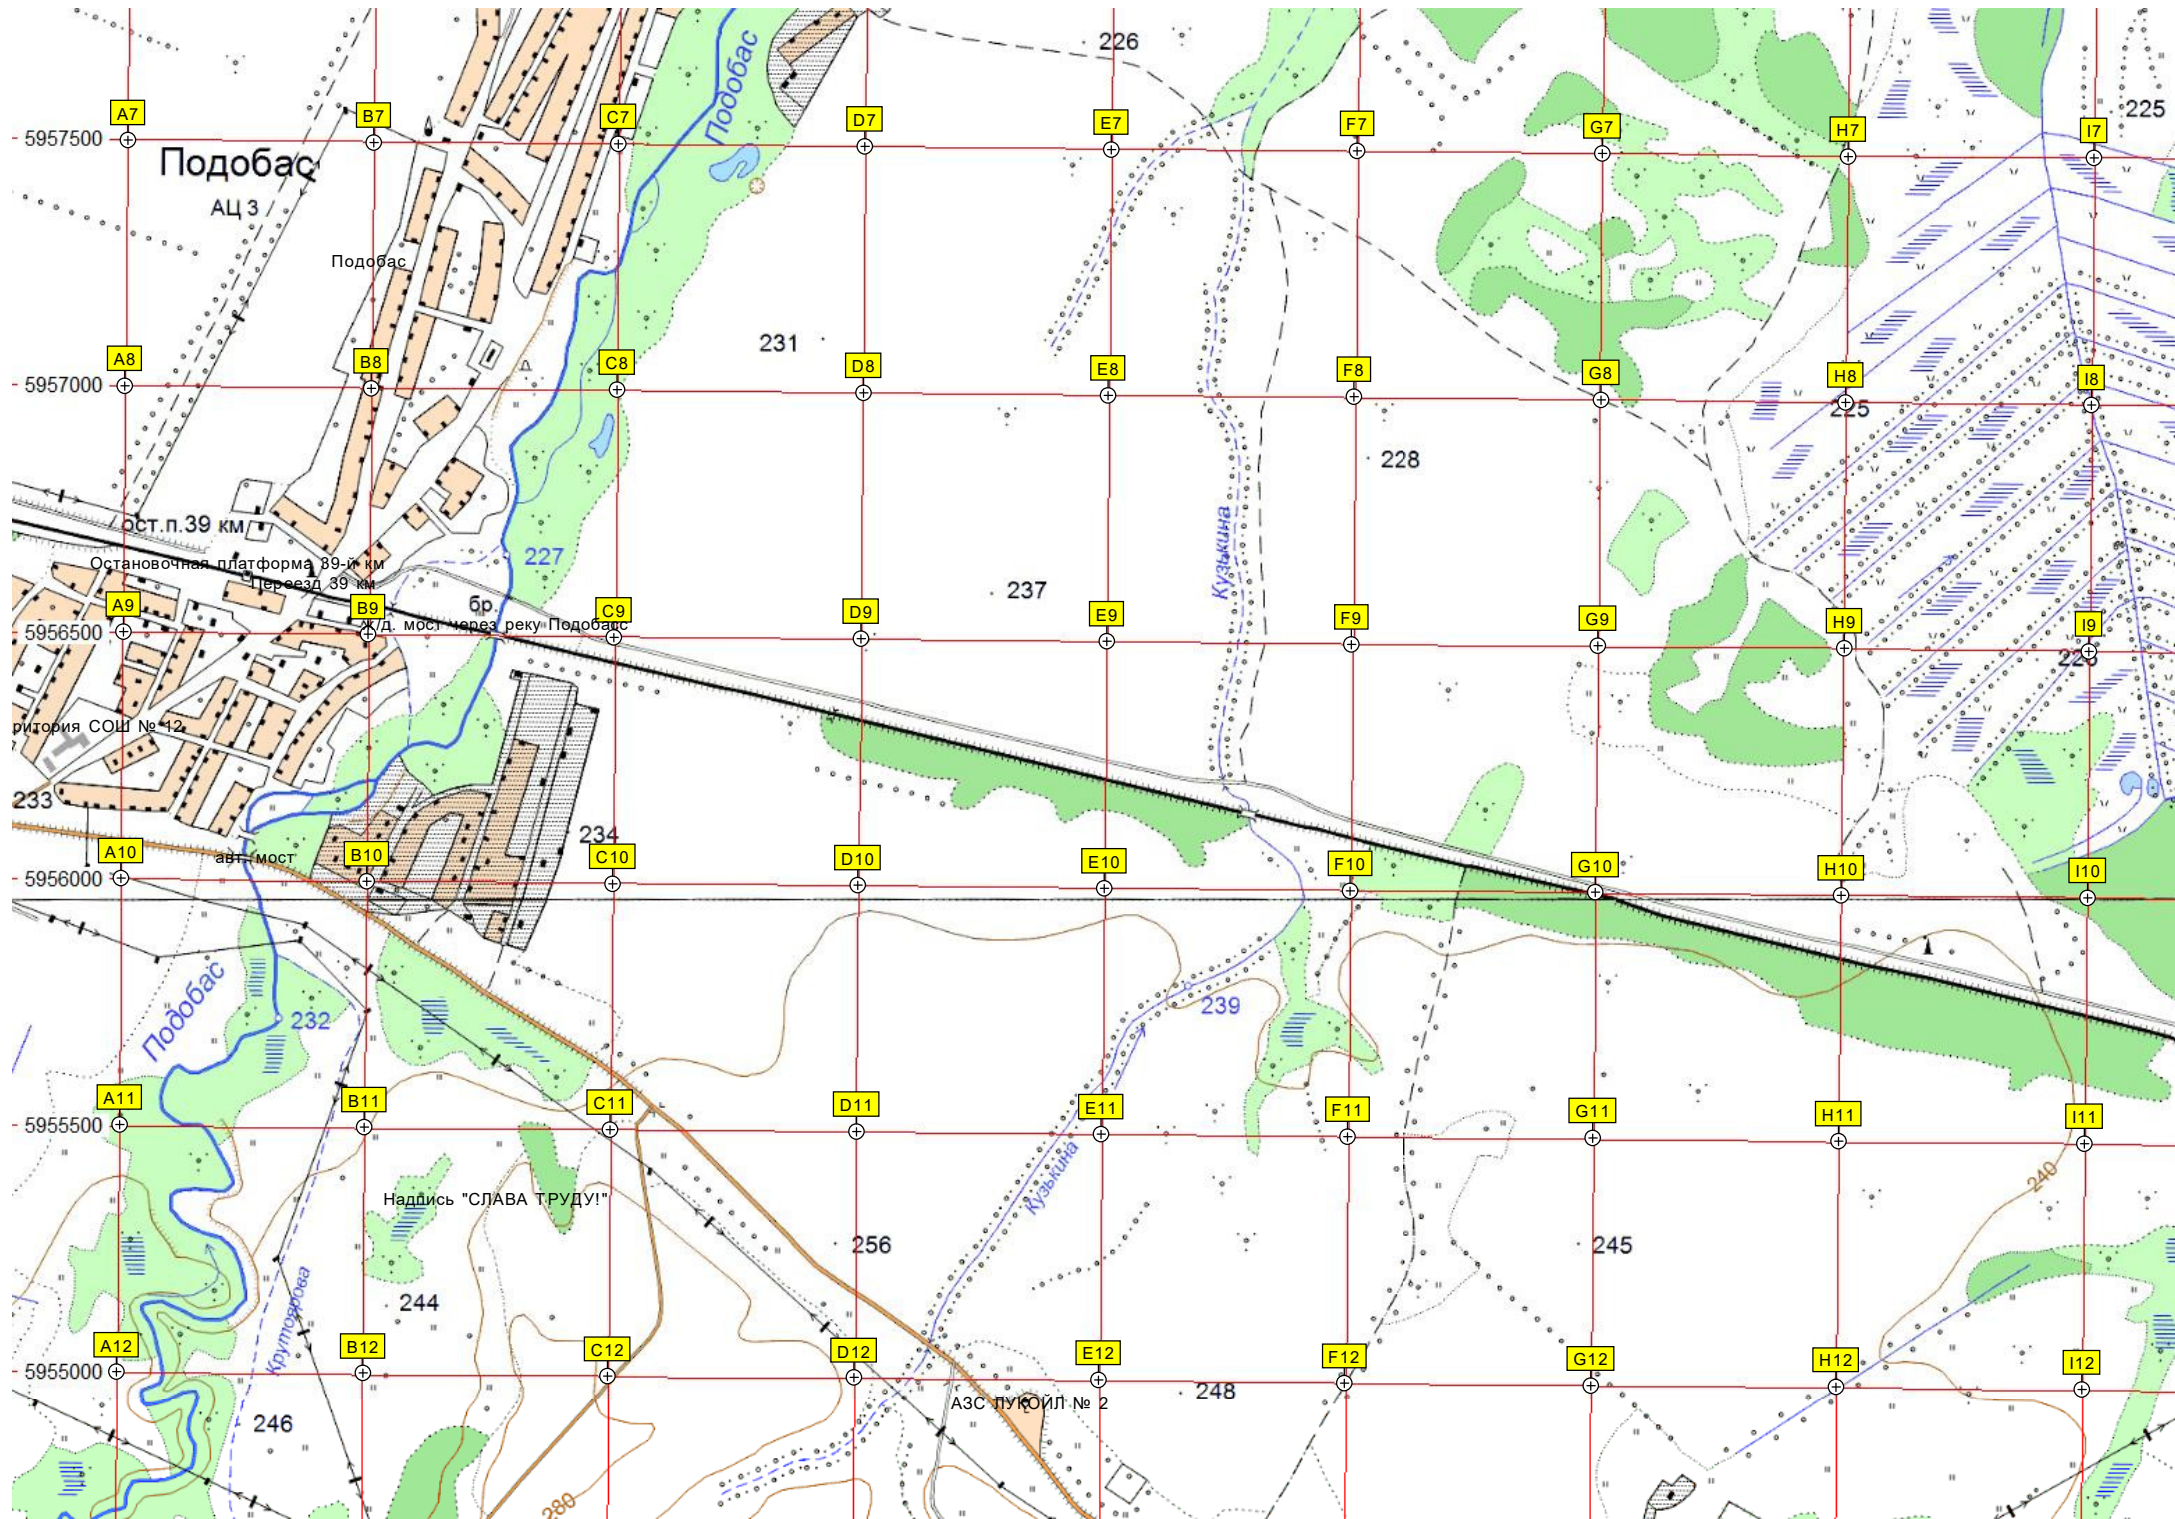 226
Подобас
225
A7
B7
C7
D7
E7
F7
G7
H7
I7
5957500
Подобас
АЦ 3
Подобас
231
A8
B8
C8
D8
E8
F8
G8
H8
I8
5957000
225
228
ост.п.39 км
227
Кузькина
Остановочная платформа 39-й км
Переезд 39 км
237
бр.
A9
B9
C9
D9
E9
F9
G9
H9
I9
ж/д. мост через реку Подобасс
5956500
ритория СОШ № 12
233
234
авт. мост
A10
B10
C10
D10
E10
F10
G10
H10
I10
5956000
Подобас
232
239
A11
B11
C11
D11
E11
F11
G11
H11
I11
5955500
Кузькина
240
Надпись "СЛАВА ТРУДУ!"
256
245
244
Крутоярова
A12
B12
C12
D12
E12
F12
G12
H12
I12
5955000
248
АЗС ЛУКОЙЛ № 2
246
280